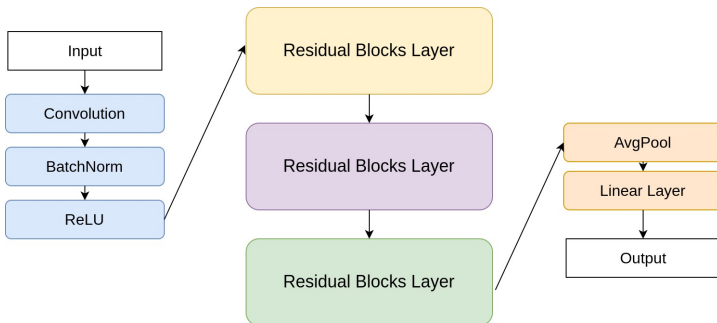 Input
Convolution
BatchNorm
ReLU
Residual Blocks Layer
Residual Blocks Layer
Residual Blocks Layer
AvgPool
Linear Layer
Output